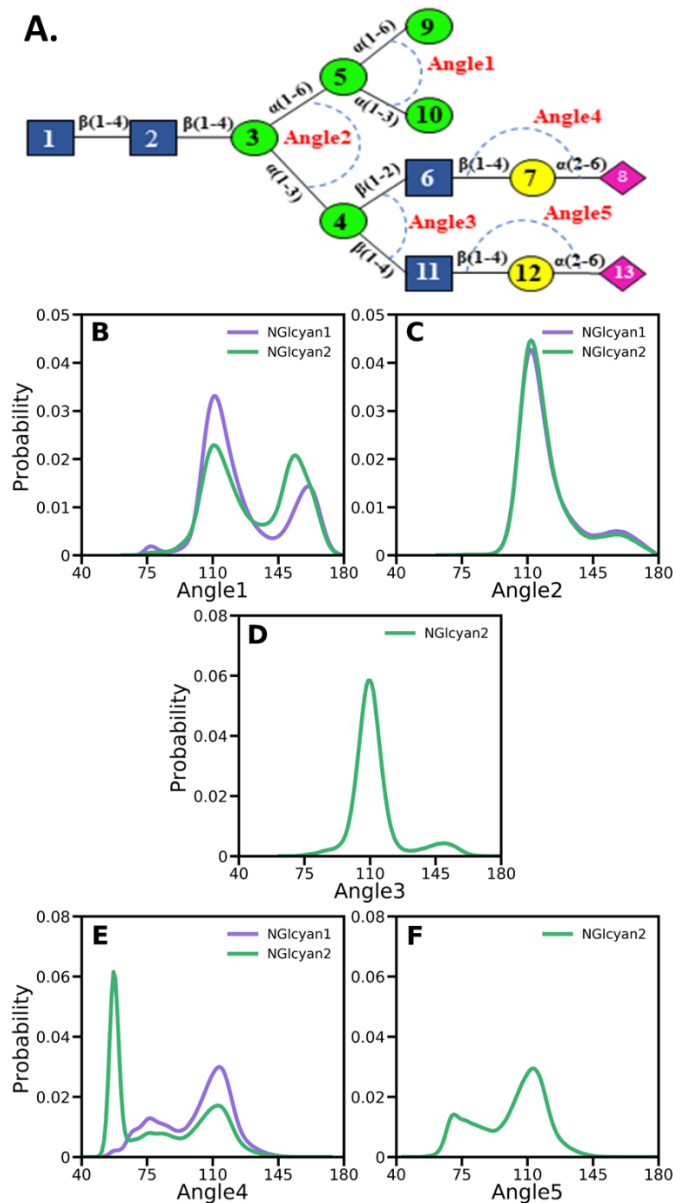 A.
1
β(1-4)
2
β(1-4)
3
α(1-6)
5
α(1-6)
9
Angle1
α(1-3)
10
Angle2
α(1-3)
4
β(1-2)
6
β(1-4)
7
Angle4
α(2-6)
8
Angle3
β(1-4)
11
β(1-4)
12
Angle5
α(2-6)
13
B
NGlcyan1
NGlcyan2
Probability
0.05
0.04
0.03
0.02
0.01
0
40 75 110 145 180
Angle1
C
NGlcyan1
NGlcyan2
0.05
0.04
0.03
0.02
0.01
0
40 75 110 145 180
Angle2
D
NGlcyan2
Probability
0.08
0.06
0.04
0.02
0
40 75 110 145 180
Angle3
E
NGlcyan1
NGlcyan2
Probability
0.08
0.06
0.04
0.02
0
40 75 110 145 180
Angle4
F
NGlcyan2
0.08
0.06
0.04
0.02
0
40 75 110 145 180
Angle5